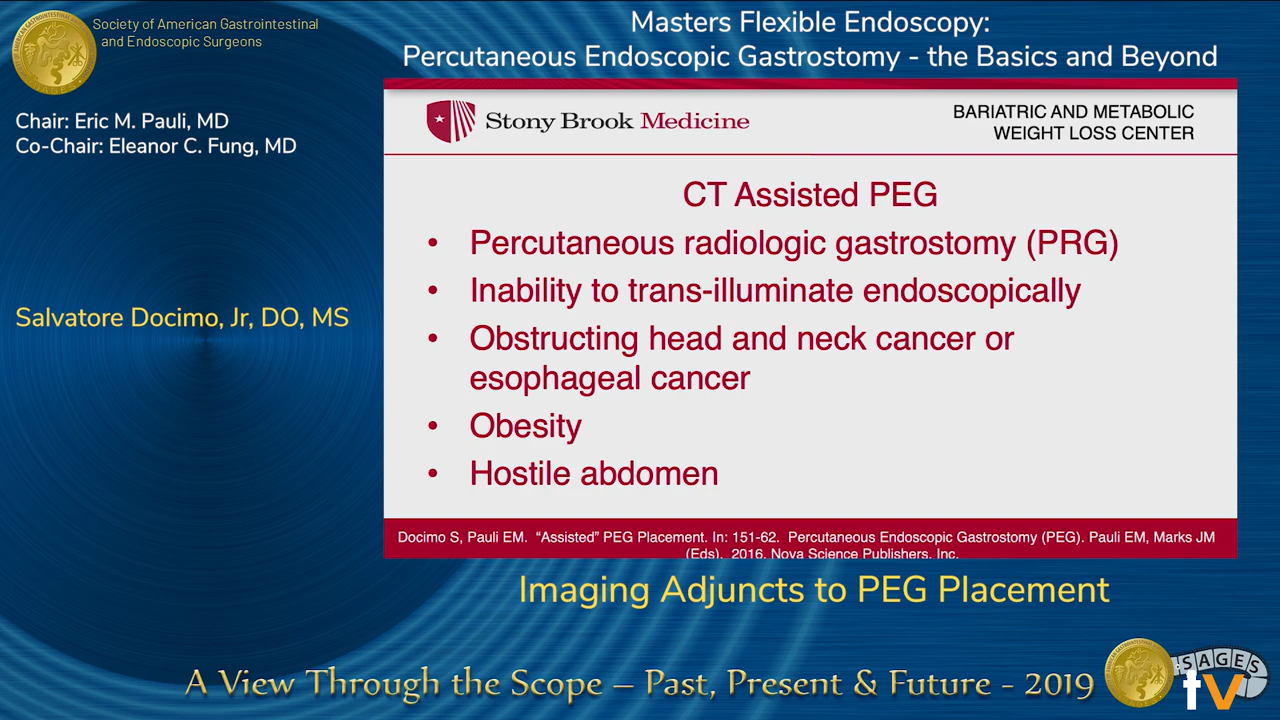 Society of American Gastrointestinal
and Endoscopic Surgeons
Masters Flexible Endoscopy:
Percutaneous Endoscopic Gastrostomy - the Basics and Beyond
Chair: Eric M. Pauli, MD
Co-Chair: Eleanor C. Fung, MD
Salvatore Docimo, Jr, DO, MS
Stony Brook Medicine
BARIATRIC AND METABOLIC
WEIGHT LOSS CENTER
CT Assisted PEG
• Percutaneous radiologic gastrostomy (PRG)
• Inability to trans-illuminate endoscopically
• Obstructing head and neck cancer or
esophageal cancer
• Obesity
• Hostile abdomen
Docimo S, Pauli EM. “Assisted” PEG Placement. In: 151-62. Percutaneous Endoscopic Gastrostomy (PEG). Pauli EM, Marks JM
(Eds). 2016. Nova Science Publishers, Inc.
Imaging Adjuncts to PEG Placement
A View Through the Scope – Past, Present & Future - 2019
SAGES
tv